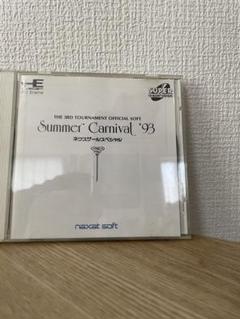 SUPER
THE 3RD TOURNAMENT OFFICIAL SOFT
Summer Carnival '93
ネクスザールスペシャル
naxat soft